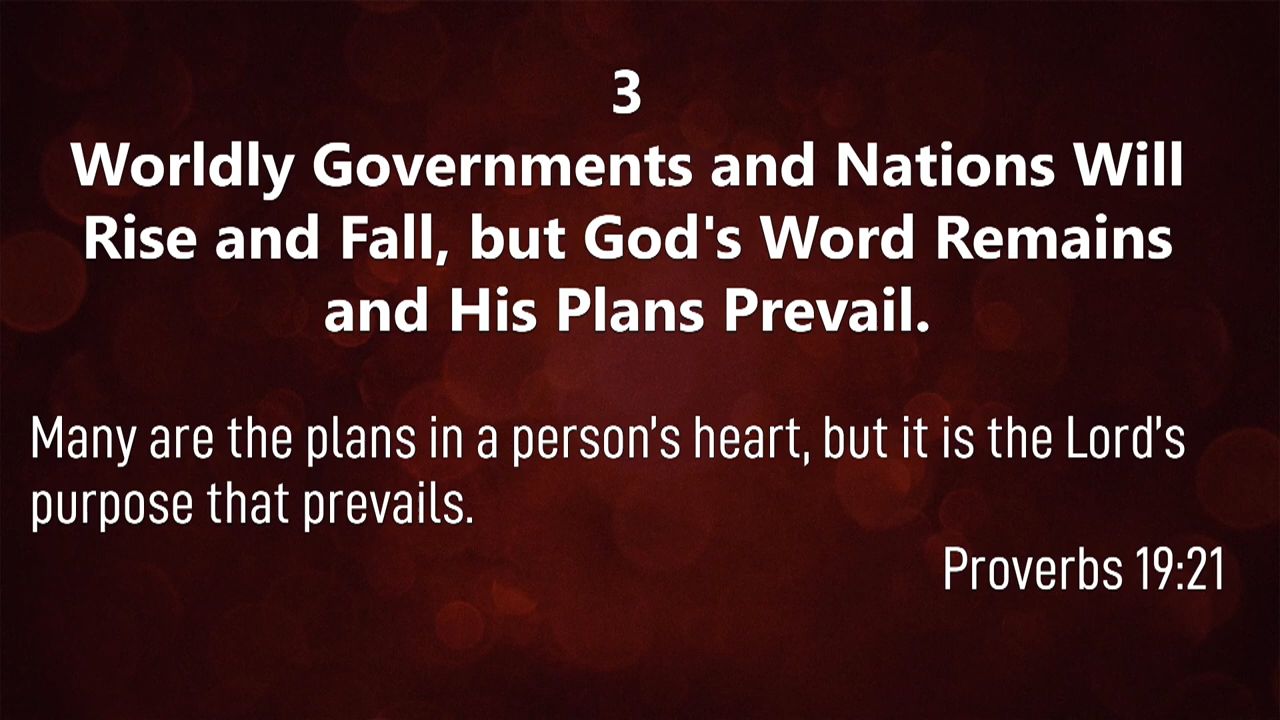 3
Worldly Governments and Nations Will
Rise and Fall, but God's Word Remains
and His Plans Prevail.
Many are the plans in a person’s heart, but it is the Lord’s
purpose that prevails.
Proverbs 19:21